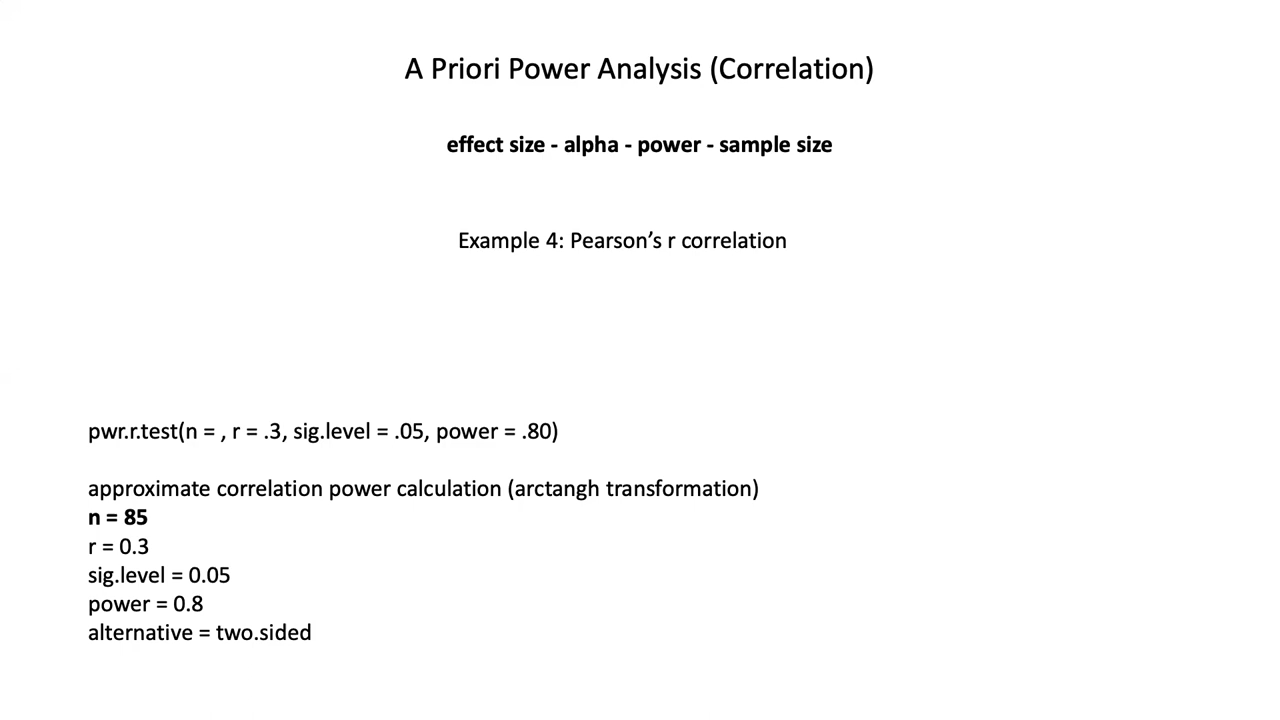 A Priori Power Analysis (Correlation)
effect size - alpha - power - sample size
Example 4: Pearson’s r correlation
pwr.r.test(n = , r = .3, sig.level = .05, power = .80)
approximate correlation power calculation (arctangh transformation)
n = 85
r = 0.3
sig.level = 0.05
power = 0.8
alternative = two.sided